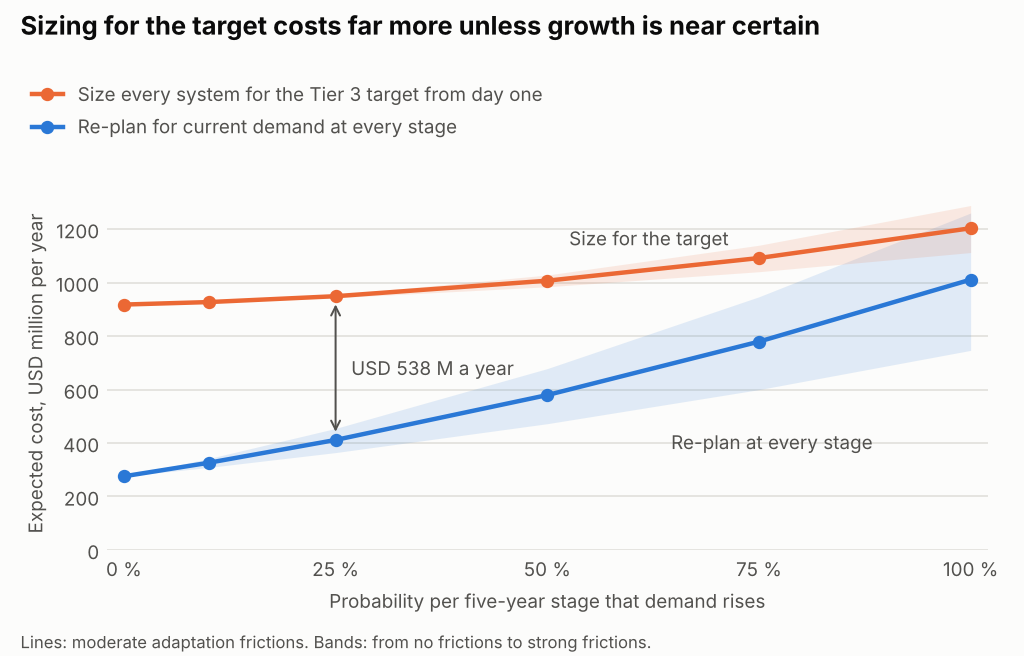 Sizing for the target costs far more unless growth is near certain
Size every system for the Tier 3 target from day one
Re-plan for current demand at every stage
Expected cost, USD million per year
1200
1000
800
600
400
200
0
Size for the target
USD 538 M a year
Re-plan at every stage
0 %
25 %
50 %
75 %
100 %
Probability per five-year stage that demand rises
Lines: moderate adaptation frictions. Bands: from no frictions to strong frictions.